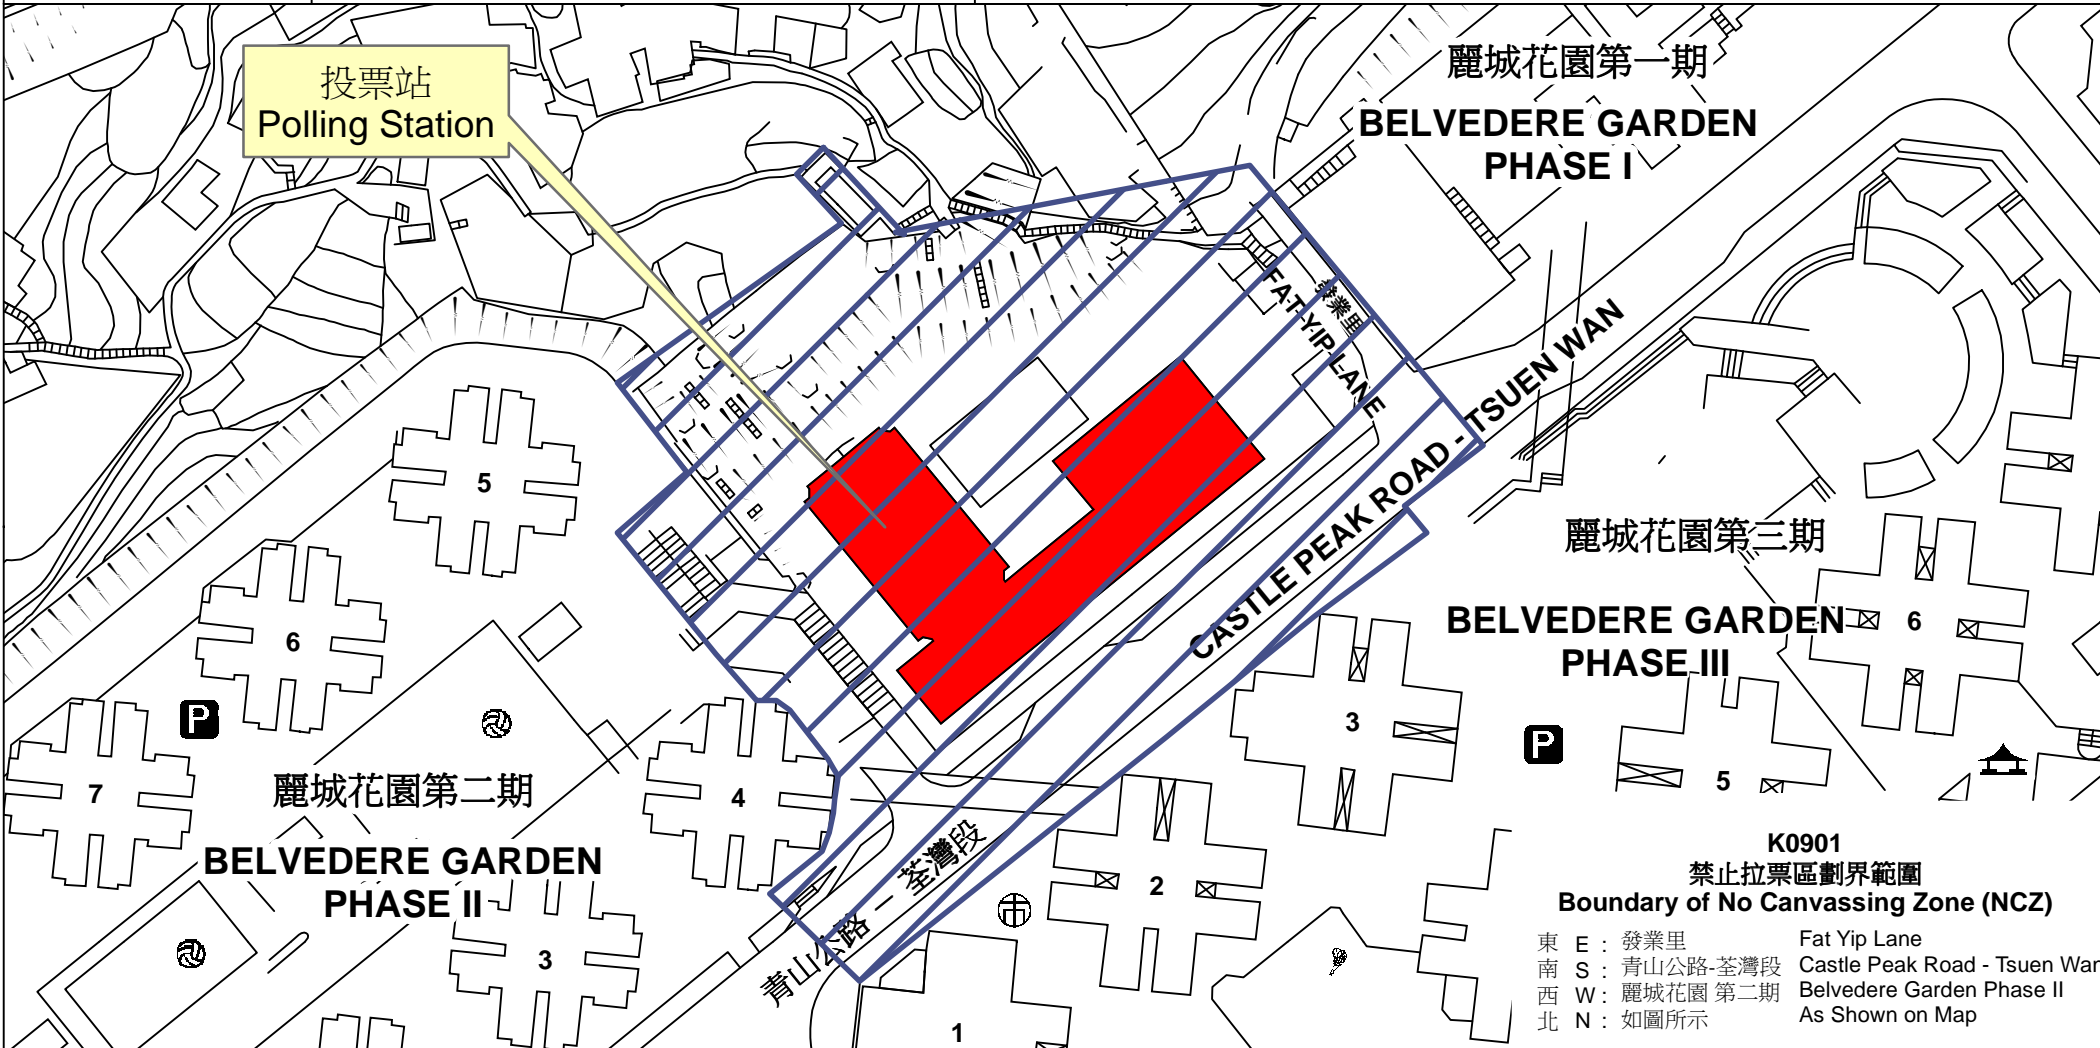 投票站
Polling Station
麗城花園第一期
BELVEDERE GARDEN
PHASE I
發業里
FAT YIP LANE
CASTLE PEAK ROAD - TSUEN WAN
麗城花園第三期
BELVEDERE GARDEN
PHASE III
5
6
7
P
麗城花園第二期
BELVEDERE GARDEN
PHASE II
4
3
青山公路 － 荃灣段
市
3
2
1
P
6
5
K0901
禁止拉票區劃界範圍
Boundary of No Canvassing Zone (NCZ)
東 E : 發業里 Fat Yip Lane
南 S : 青山公路-荃灣段 Castle Peak Road - Tsuen Wan
西 W : 麗城花園 第二期 Belvedere Garden Phase II
北 N : 如圖所示 As Shown on Map